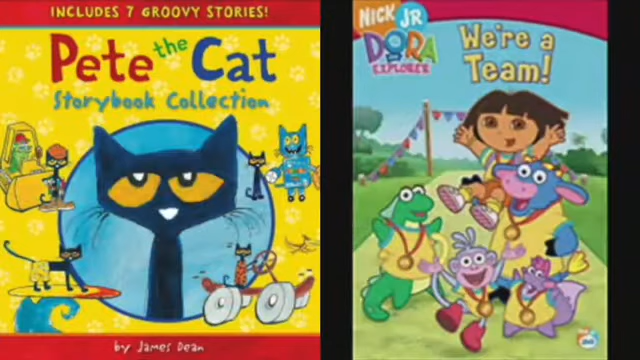 INCLUDES 7 GROOVY STORIES!
Pete the Cat
Storybook Collection
by James Dean
NICK JR
DORA
the
EXPLORER
We're a
Team!